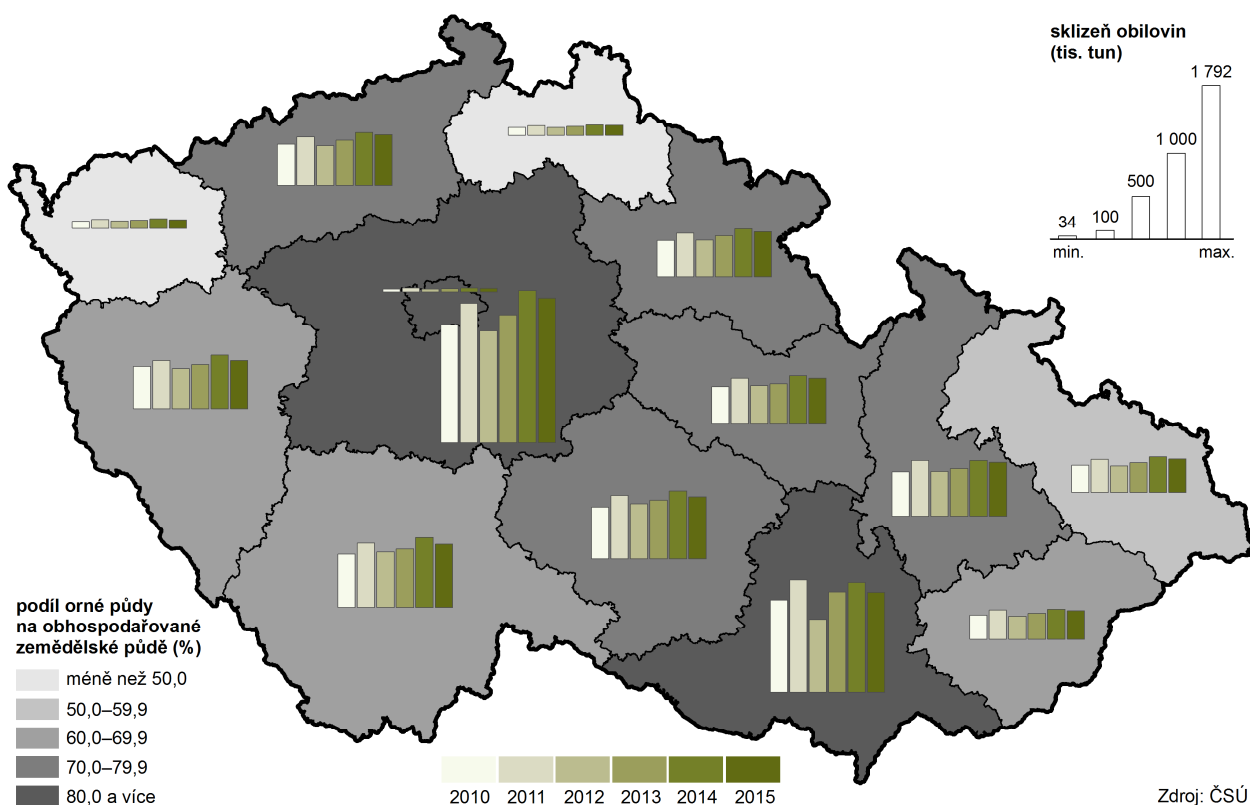 sklizeň obilovin
(tis. tun)
1 792
1 000
500
100
34
min.
max.
podíl orné půdy
na obhospodařované
zemědělské půdě (%)
méně než 50,0
50,0–59,9
60,0–69,9
70,0–79,9
80,0 a více
2010
2011
2012
2013
2014
2015
Zdroj: ČSÚ